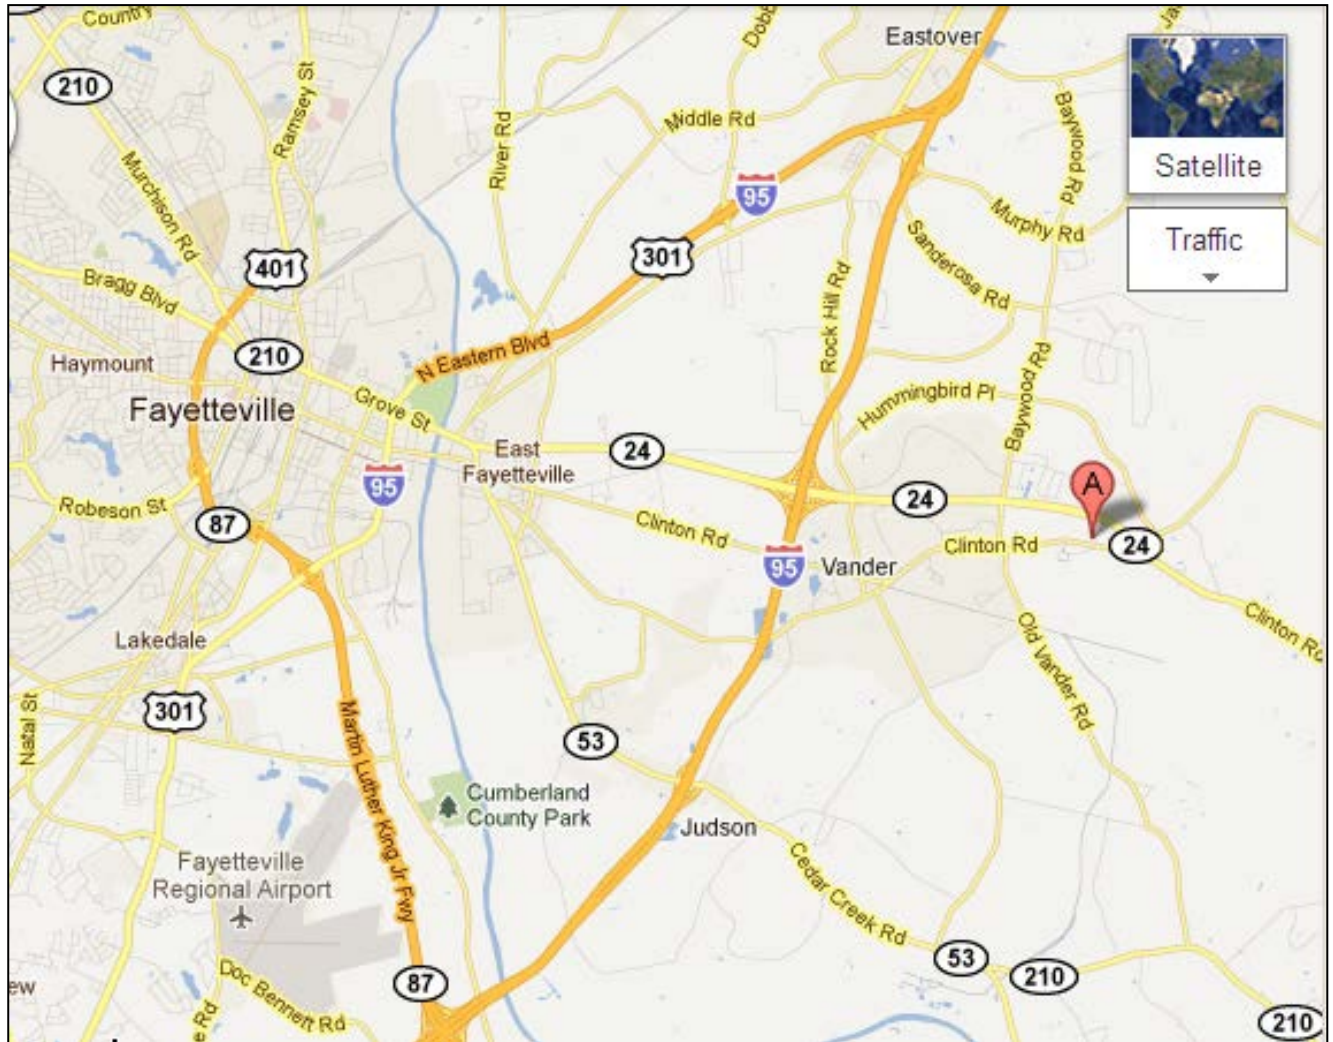 Country
Eastover
210
Ramsey St
River Rd
Middle Rd
Baywood Rd
Satellite
Murchison Rd
95
Murphy Rd
Traffic
401
301
Sanderosa Rd
Bragg Blvd
Rock Hill Rd
Haymount
210
N Eastern Blvd
Baywood Rd
Hummingbird Pl
Fayetteville
Grove St
East
Fayetteville
24
95
A
24
Robeson St
87
Clinton Rd
Clinton Rd
24
95
Vander
Lakedale
Clinton Rd
Old Vander Rd
301
Natal St
Martin Luther King Jr Fwy
53
Cumberland
County Park
Judson
Fayetteville
Regional Airport
Cedar Creek Rd
53
210
87
Doc Bennett Rd
ew
e Rd
210